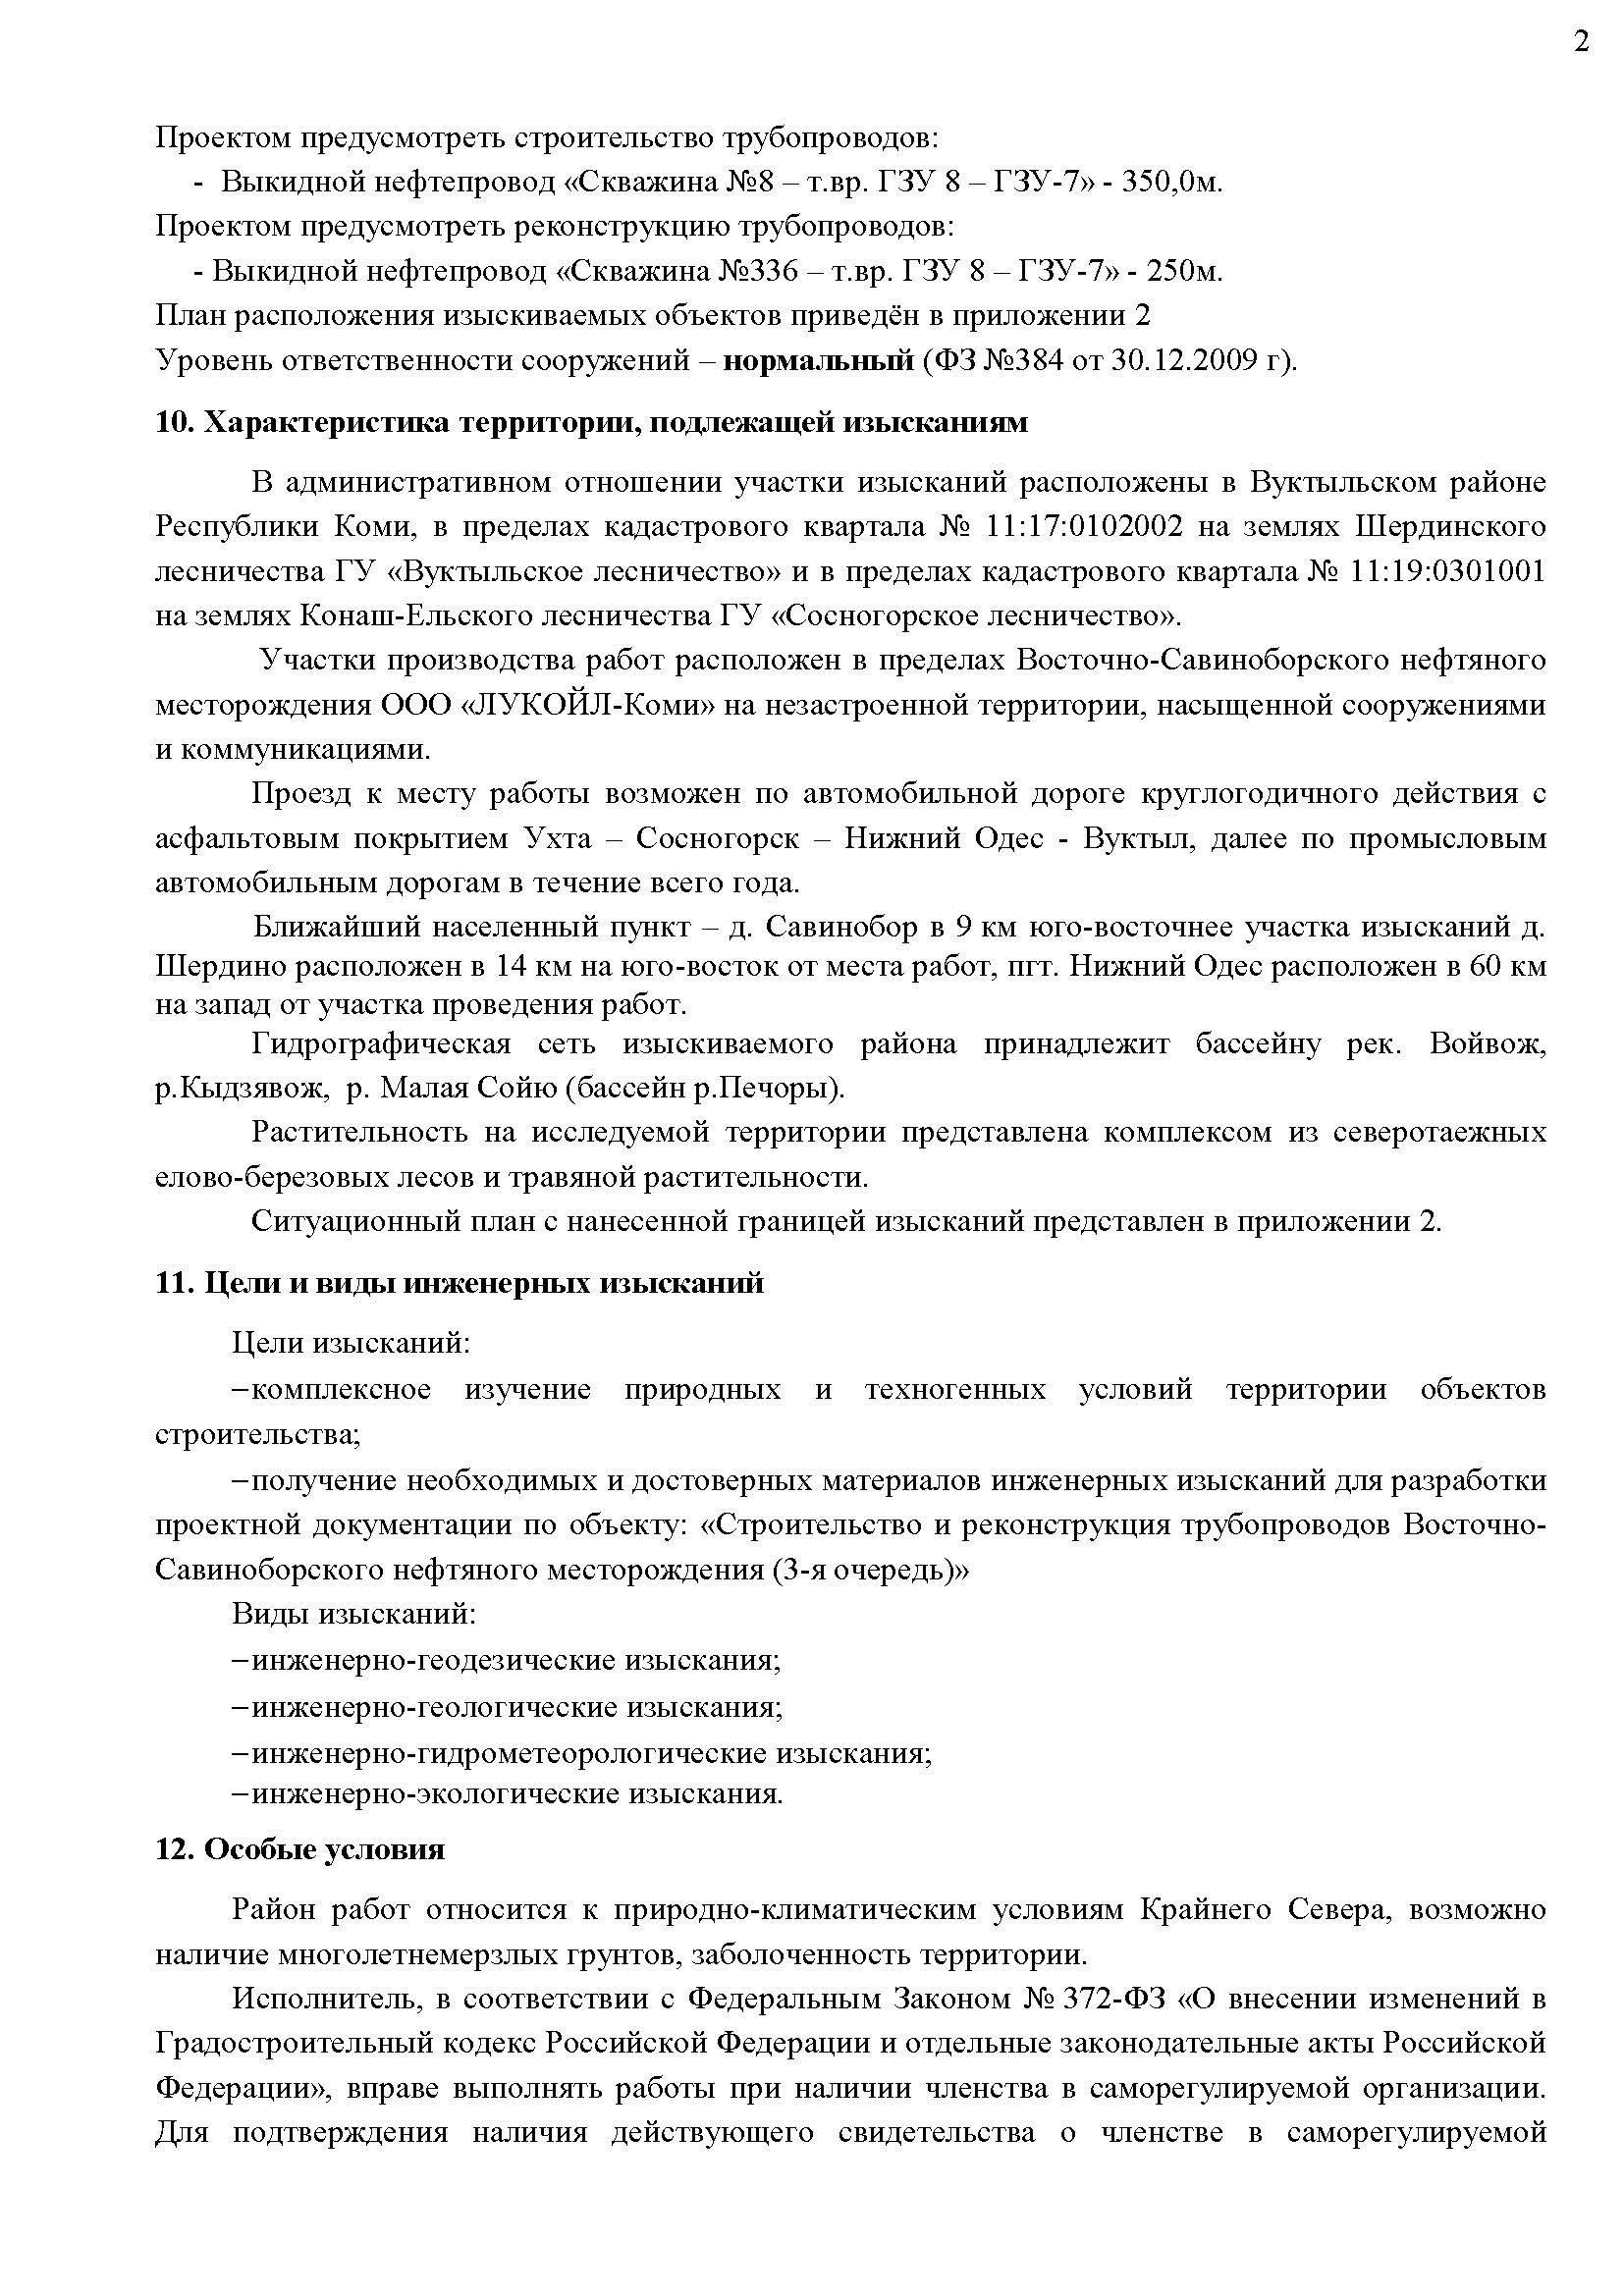 2
Проектом предусмотреть строительство трубопроводов:
- Выкидной нефтепровод «Скважина №8 – т.вр. ГЗУ 8 – ГЗУ-7» - 350,0м.
Проектом предусмотреть реконструкцию трубопроводов:
- Выкидной нефтепровод «Скважина №336 – т.вр. ГЗУ 8 – ГЗУ-7» - 250м.
План расположения изыскиваемых объектов приведён в приложении 2
Уровень ответственности сооружений – нормальный (ФЗ №384 от 30.12.2009 г).
10. Характеристика территории, подлежащей изысканиям
В административном отношении участки изысканий расположены в Вуктыльском районе
Республики Коми, в пределах кадастрового квартала № 11:17:0102002 на землях Шердинского
лесничества ГУ «Вуктыльское лесничество» и в пределах кадастрового квартала № 11:19:0301001
на землях Конаш-Ельского лесничества ГУ «Сосногорское лесничество».
Участки производства работ расположен в пределах Восточно-Савиноборского нефтяного
месторождения ООО «ЛУКОЙЛ-Коми» на незастроенной территории, насыщенной сооружениями
и коммуникациями.
Проезд к месту работы возможен по автомобильной дороге круглогодичного действия с
асфальтовым покрытием Ухта – Сосногорск – Нижний Одес - Вуктыл, далее по промысловым
автомобильным дорогам в течение всего года.
Ближайший населенный пункт – д. Савинобор в 9 км юго-восточнее участка изысканий д.
Шердино расположен в 14 км на юго-восток от места работ, пгт. Нижний Одес расположен в 60 км
на запад от участка проведения работ.
Гидрографическая сеть изыскиваемого района принадлежит бассейну рек. Войвож,
р.Кыдзявож, р. Малая Сойю (бассейн р.Печоры).
Растительность на исследуемой территории представлена комплексом из северотаежных
елово-березовых лесов и травяной растительности.
Ситуационный план с нанесенной границей изысканий представлен в приложении 2.
11. Цели и виды инженерных изысканий
Цели изысканий:
–комплексное изучение природных и техногенных условий территории объектов
строительства;
–получение необходимых и достоверных материалов инженерных изысканий для разработки
проектной документации по объекту: «Строительство и реконструкция трубопроводов Восточно-
Савиноборского нефтяного месторождения (3-я очередь)»
Виды изысканий:
–инженерно-геодезические изыскания;
–инженерно-геологические изыскания;
–инженерно-гидрометеорологические изыскания;
–инженерно-экологические изыскания.
12. Особые условия
Район работ относится к природно-климатическим условиям Крайнего Севера, возможно
наличие многолетнемерзлых грунтов, заболоченность территории.
Исполнитель, в соответствии с Федеральным Законом № 372-ФЗ «О внесении изменений в
Градостроительный кодекс Российской Федерации и отдельные законодательные акты Российской
Федерации», вправе выполнять работы при наличии членства в саморегулируемой организации.
Для подтверждения наличия действующего свидетельства о членстве в саморегулируемой